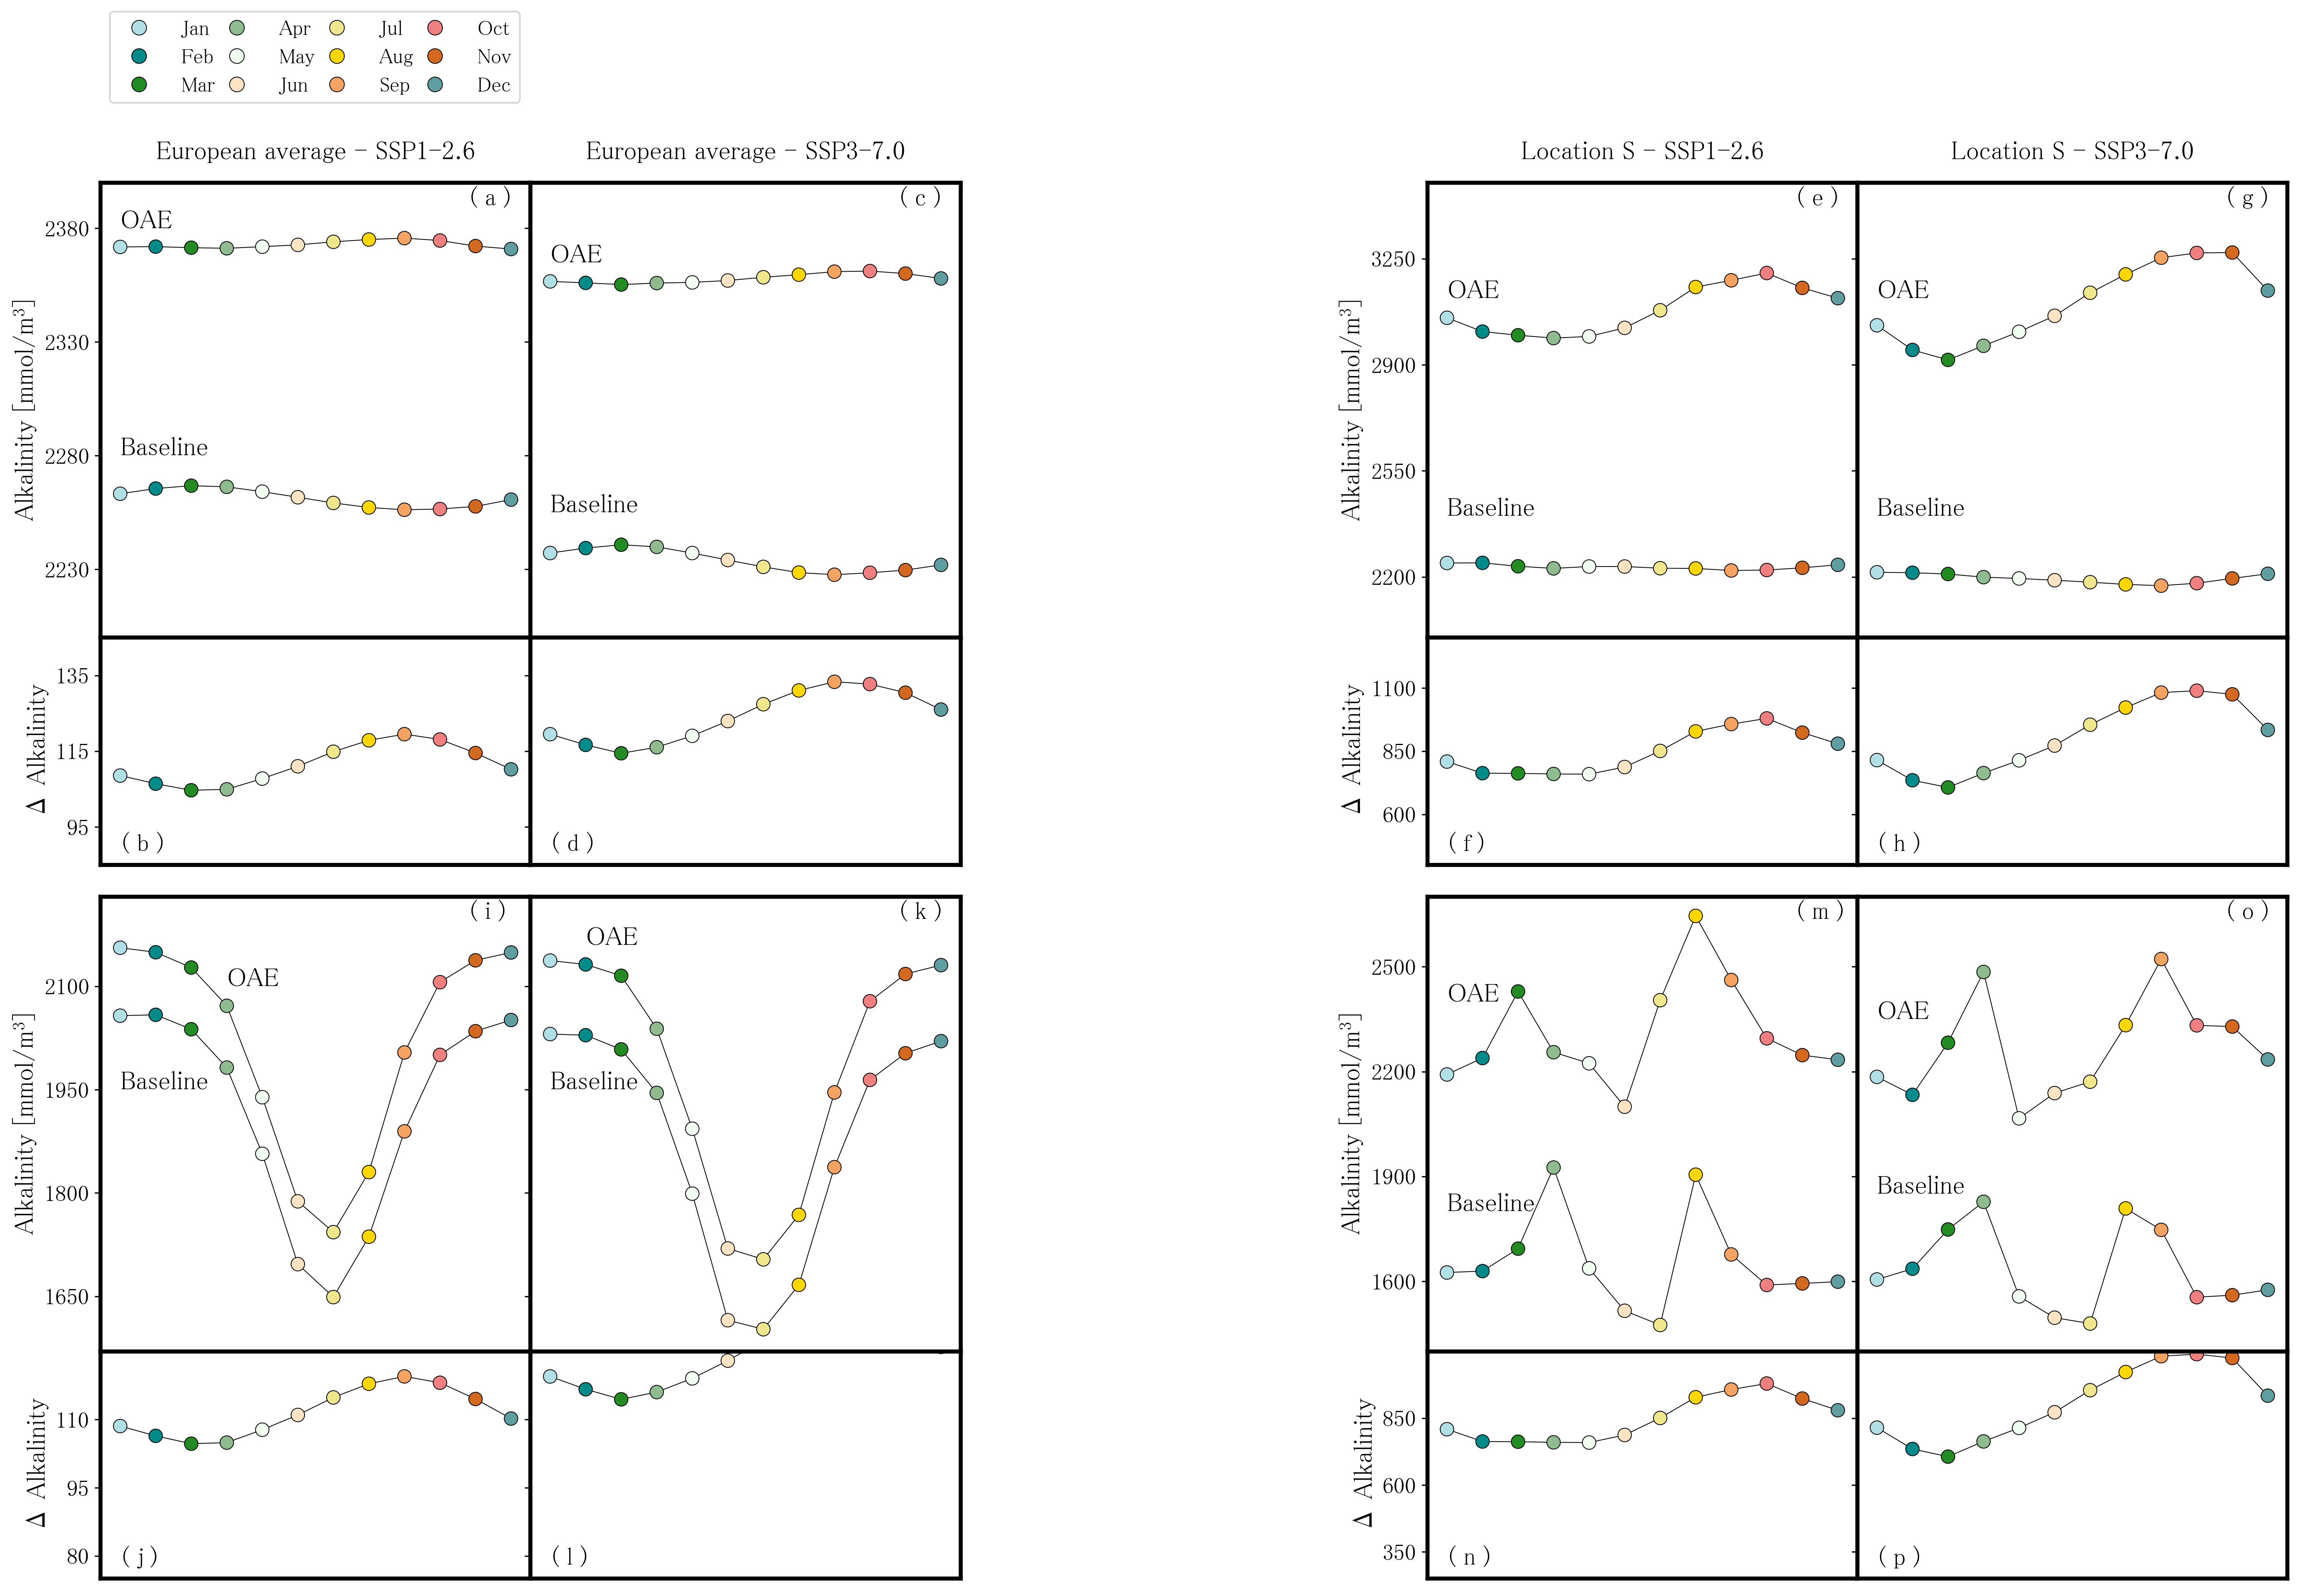 Jan Apr Jul Oct
Feb May Aug Nov
Mar Jun Sep Dec
European average - SSP1-2.6
European average - SSP3-7.0
Location S - SSP1-2.6
Location S - SSP3-7.0
Alkalinity [mmol/m³]
2380
2330
2280
2230
OAE
Baseline
( a )
OAE
Baseline
( c )
Δ Alkalinity
135
115
95
( b )
( d )
Alkalinity [mmol/m³]
3250
2900
2550
2200
OAE
Baseline
( e )
OAE
Baseline
( g )
Δ Alkalinity
1100
850
600
( f )
( h )
Alkalinity [mmol/m³]
2100
1950
1800
1650
OAE
Baseline
( i )
OAE
Baseline
( k )
Δ Alkalinity
110
95
80
( j )
( l )
Alkalinity [mmol/m³]
2500
2200
1900
1600
OAE
Baseline
( m )
OAE
Baseline
( o )
Δ Alkalinity
850
600
350
( n )
( p )